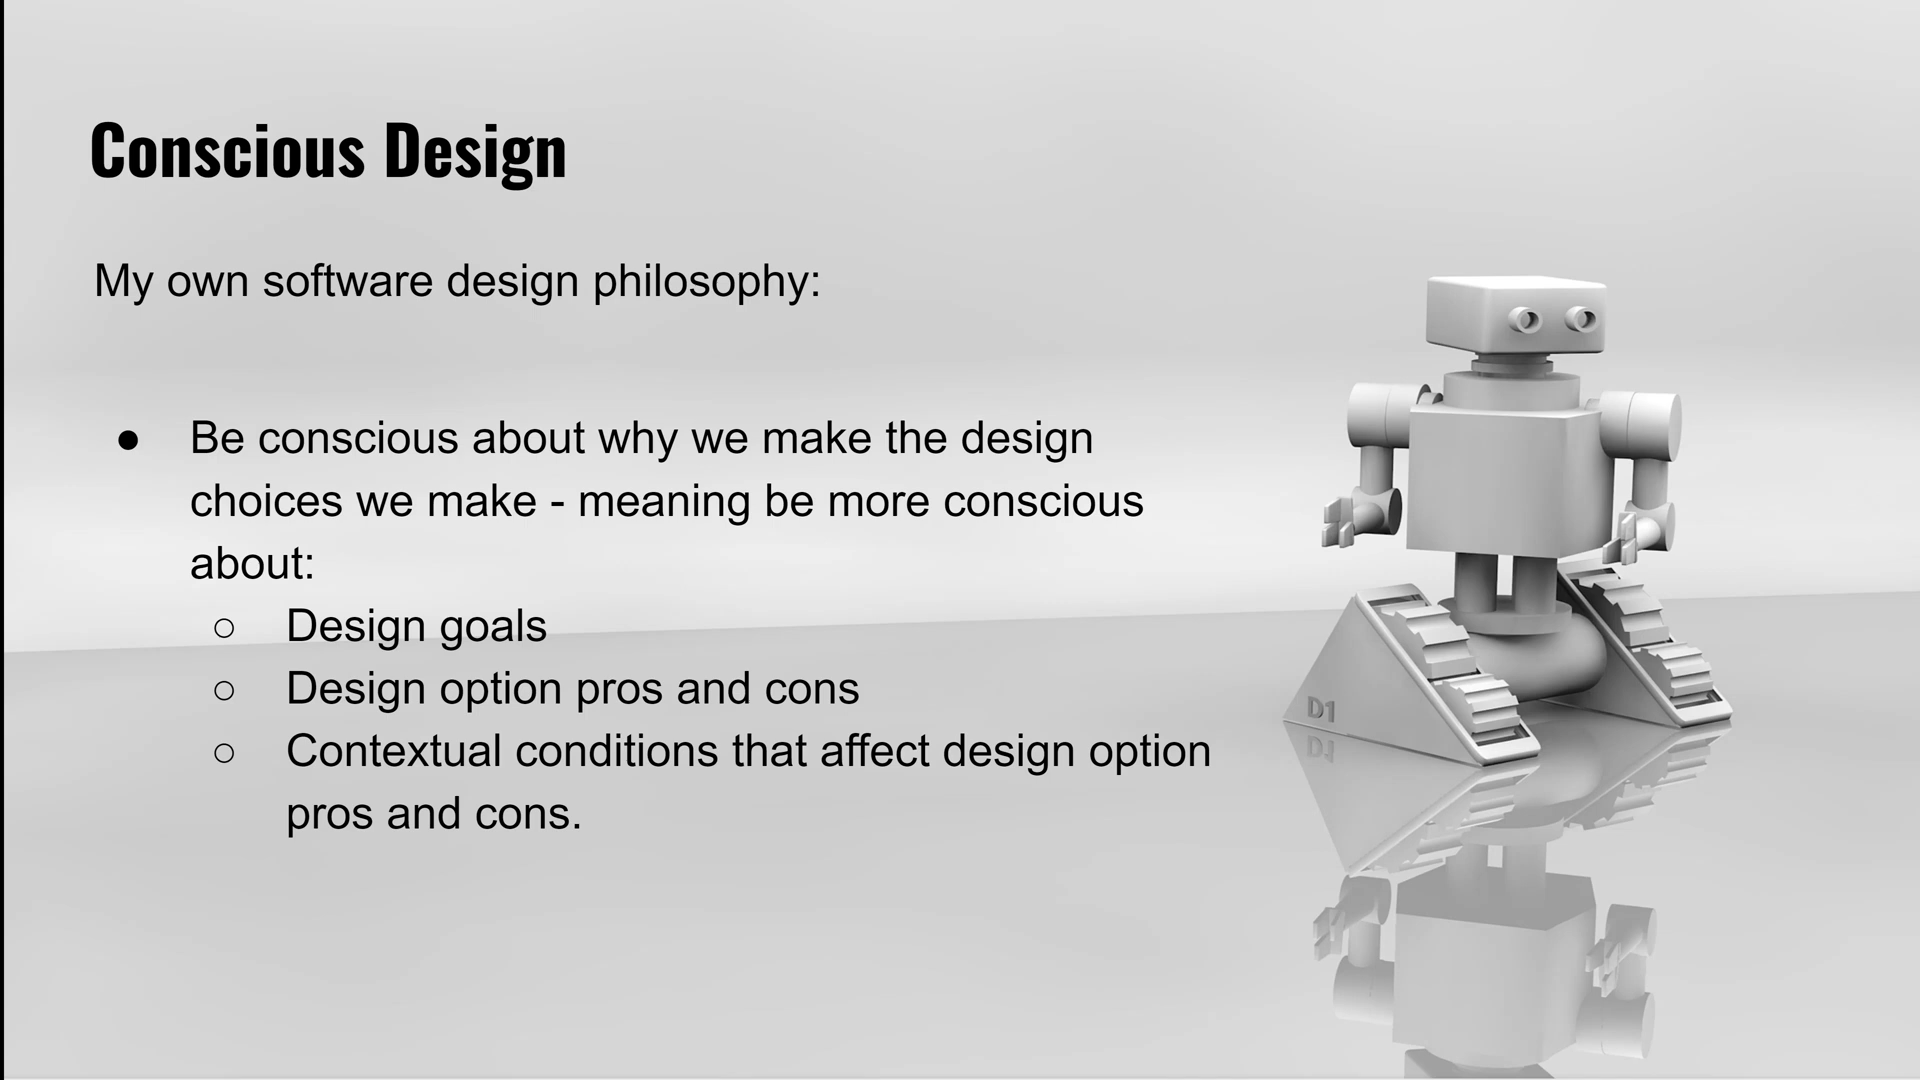 Conscious Design
My own software design philosophy:
● Be conscious about why we make the design
choices we make - meaning be more conscious
about:
○ Design goals
○ Design option pros and cons
○ Contextual conditions that affect design option
pros and cons.
D1